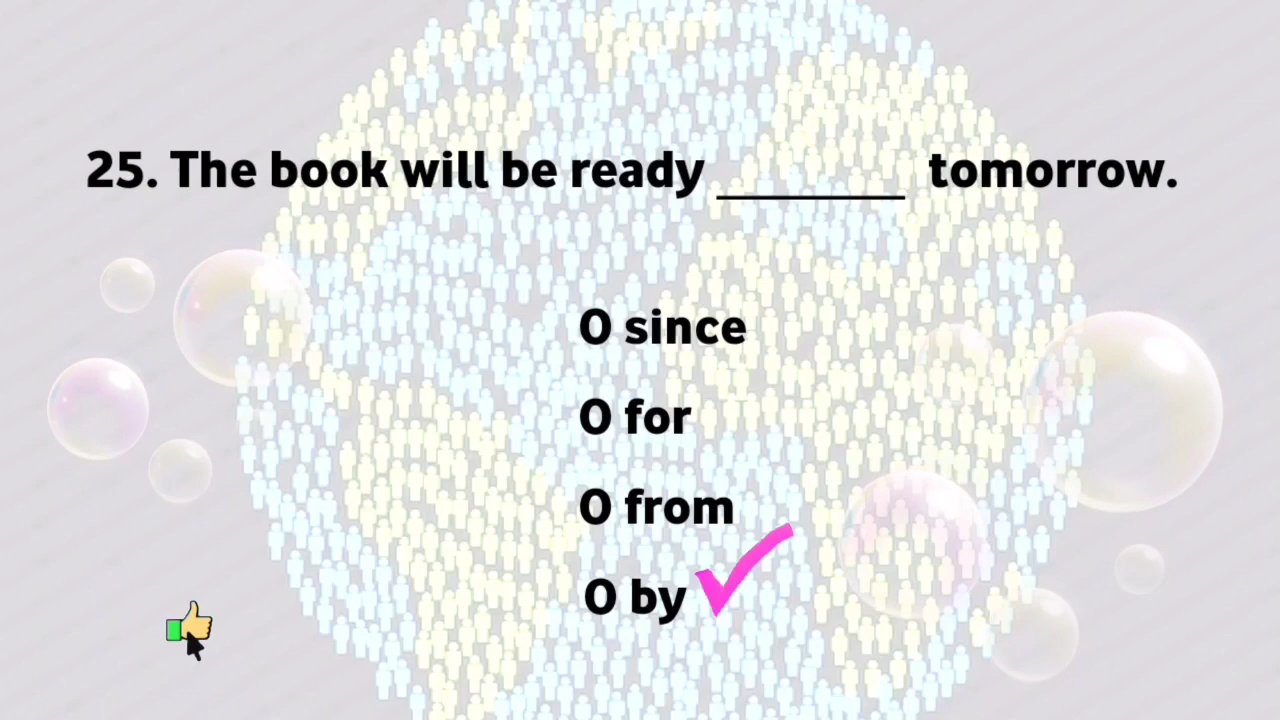 25. The book will be ready ________ tomorrow.
O since
O for
O from
O by